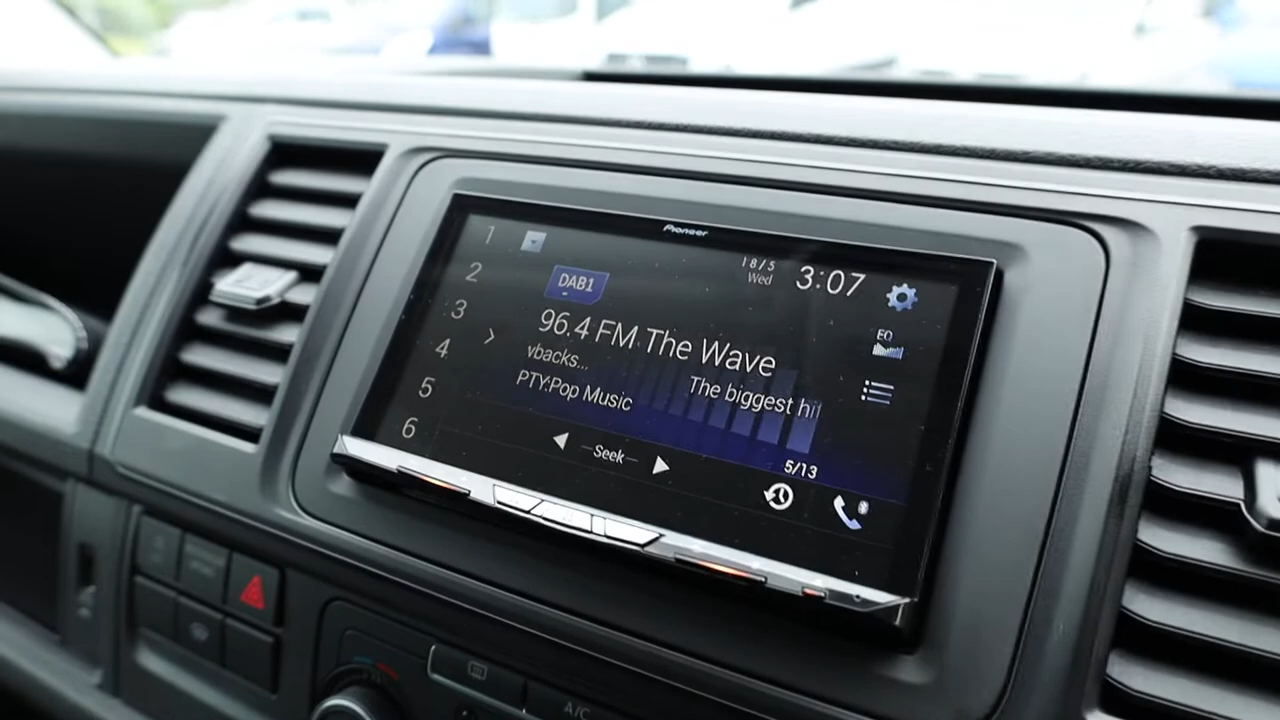 Pioneer
1
2
3
4
5
6
18/5
Wed
3:07
DAB1
EQ
96.4 FM The Wave
vbacks... The biggest hi
PTY:Pop Music
Seek
5/13
A/C